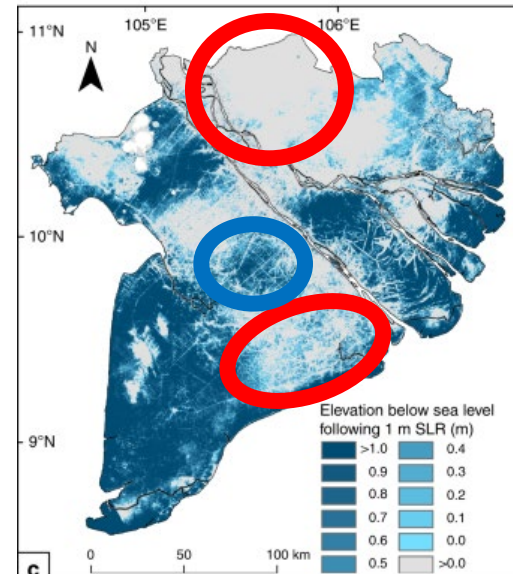 105°E 106°E
11°N
N
10°N
9°N
Elevation below sea level
following 1 m SLR (m)
>1.0 0.4
0.9 0.3
0.8 0.2
0.7 0.1
0.6 0.0
0.5 >0.0
c 0 50 100 km